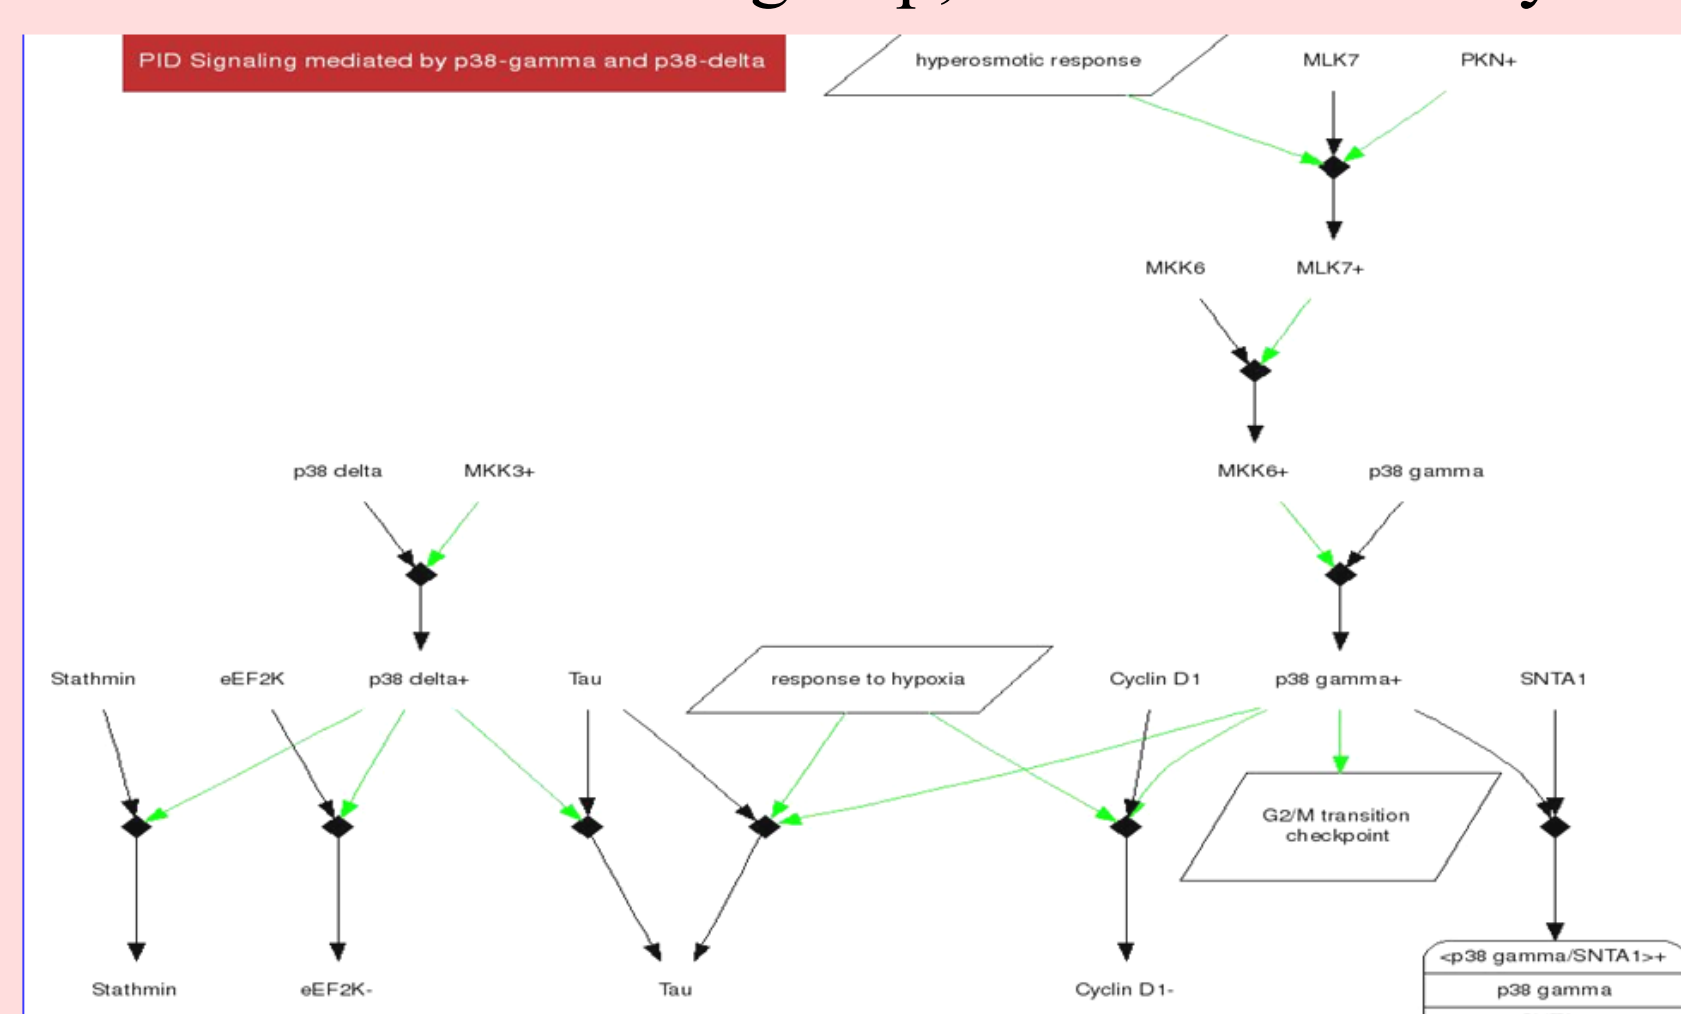 PID Signaling mediated by p38-gamma and p38-delta
hyperosmotic response
MLK7
PKN+
MKK6
MLK7+
p38 delta
MKK3+
MKK6+
p38 gamma
Stathmin
eEF2K
p38 delta+
Tau
response to hypoxia
Cyclin D1
p38 gamma+
SNTA1
G2/M transition
checkpoint
<p38 gamma/SNTA1>+
Stathmin
eEF2K-
Tau
Cyclin D1-
p38 gamma